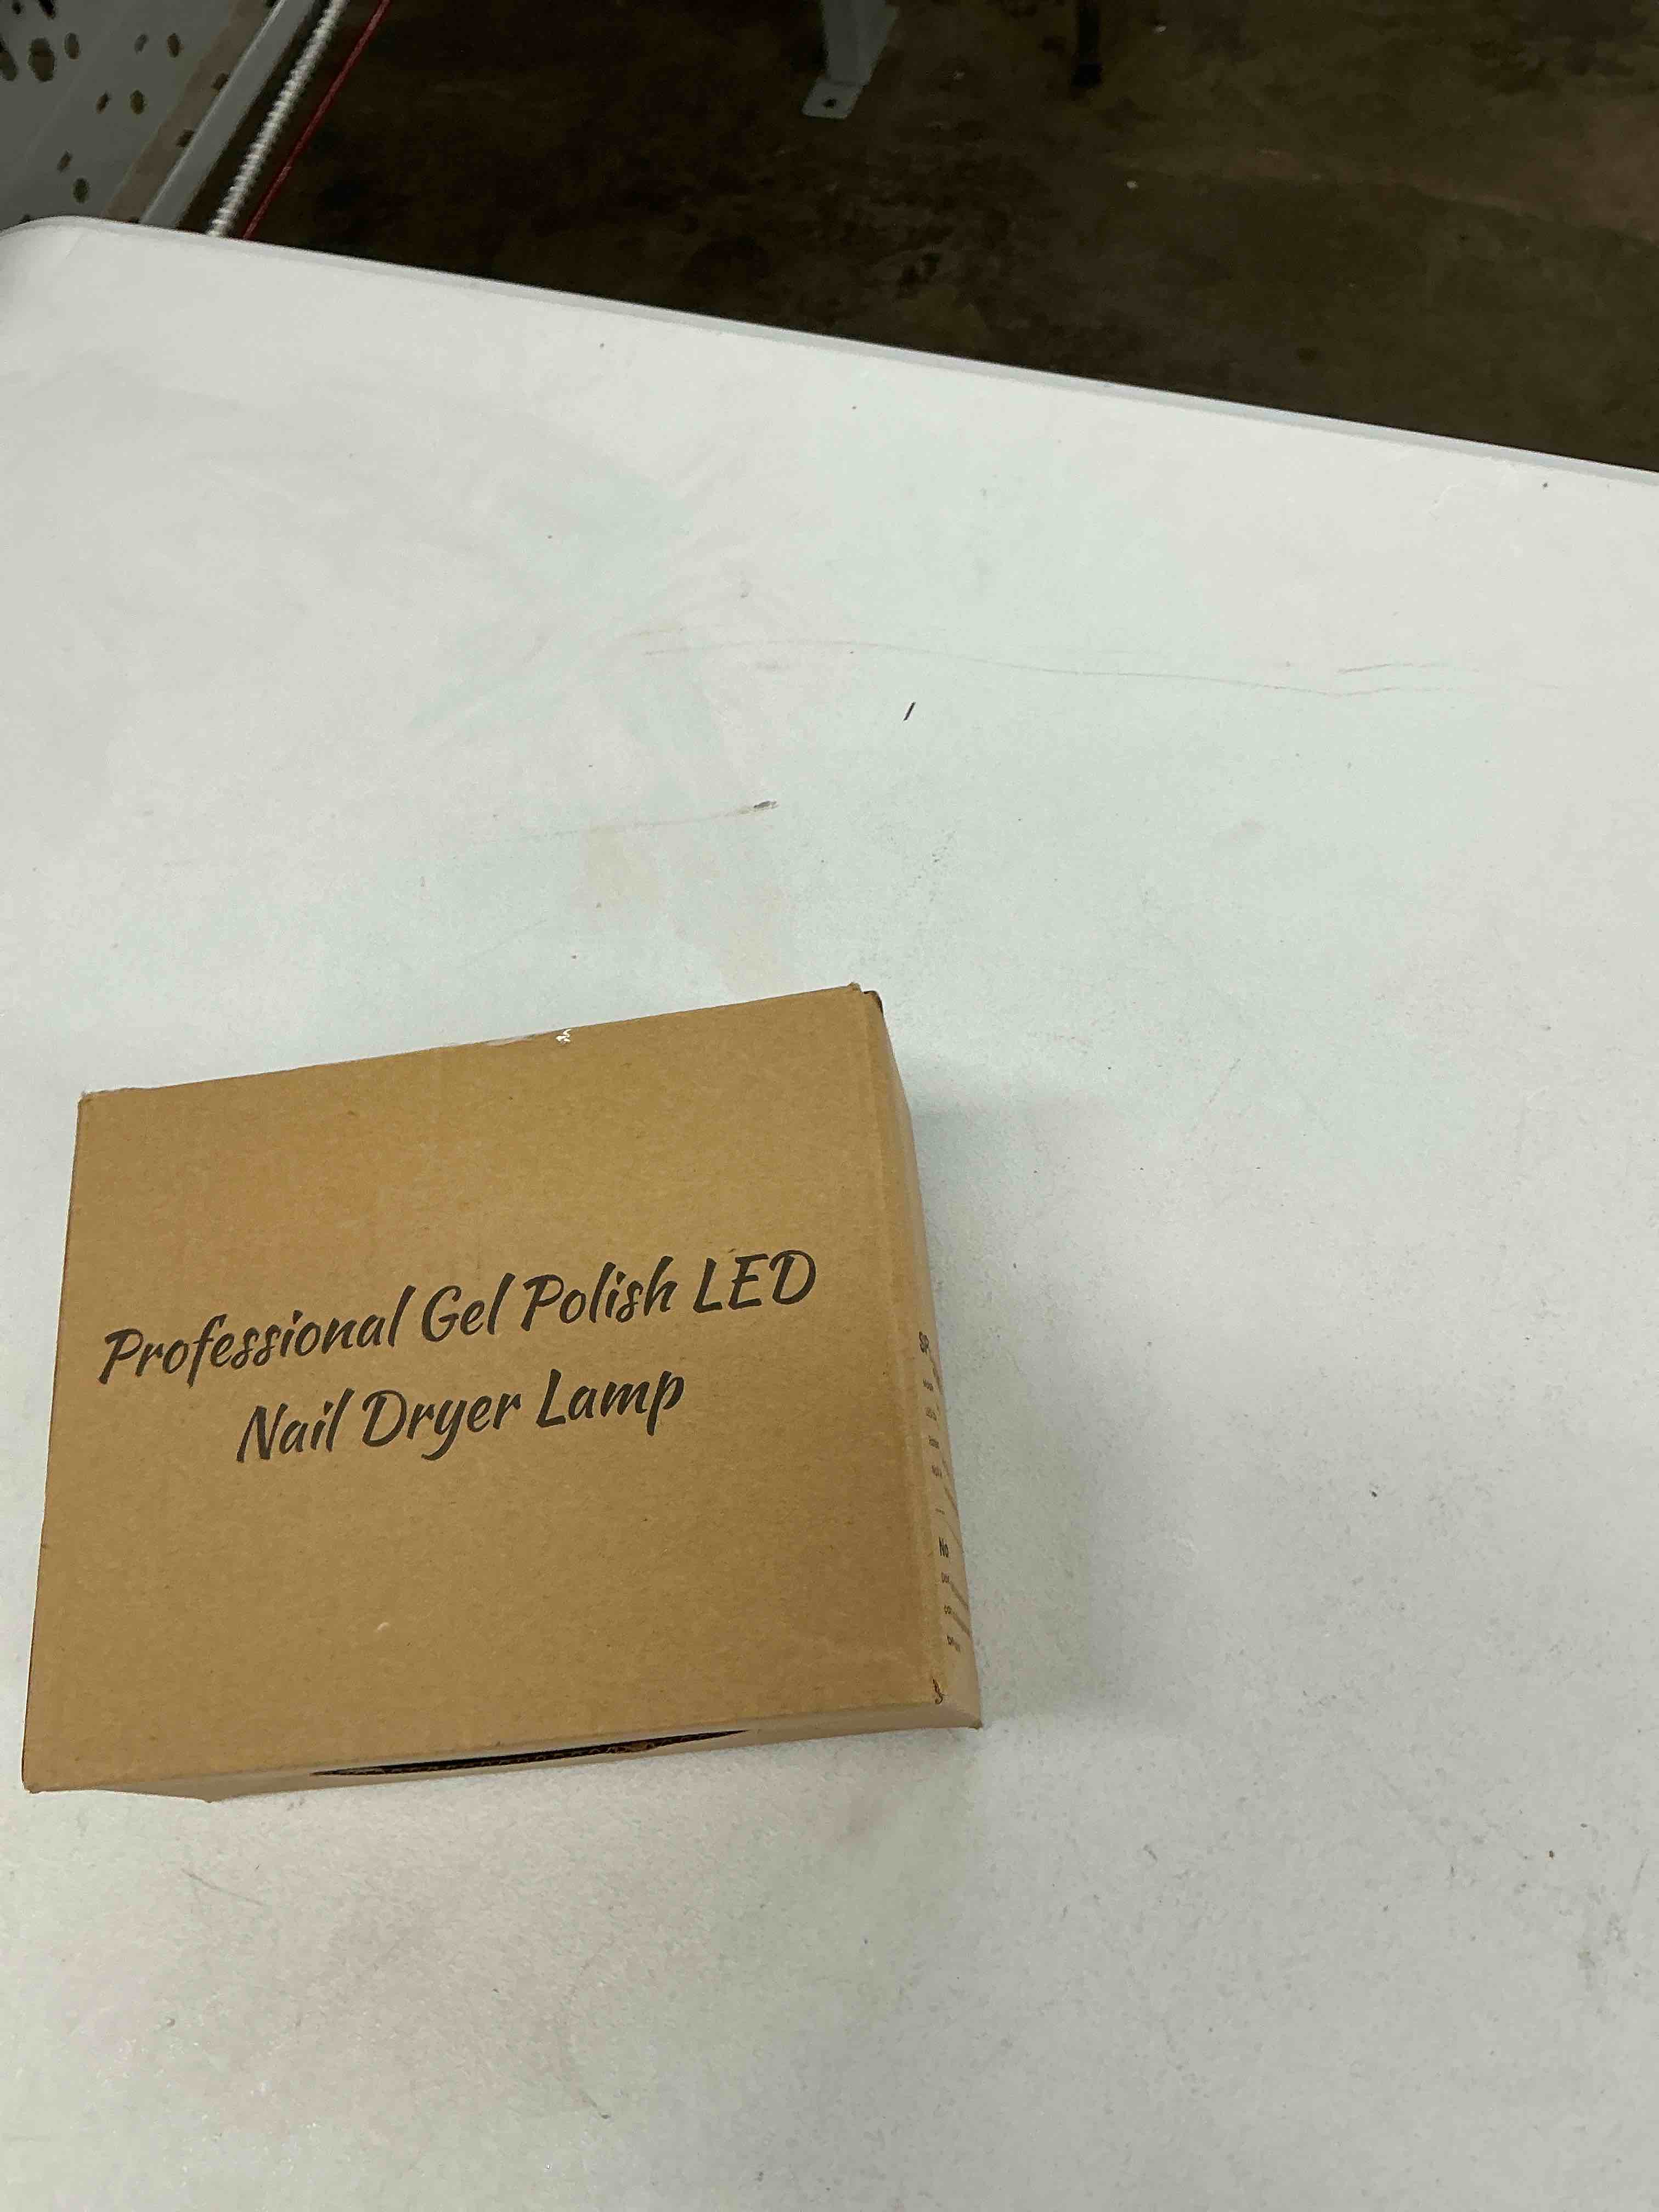 Professional Gel Polish LED
Nail Dryer Lamp